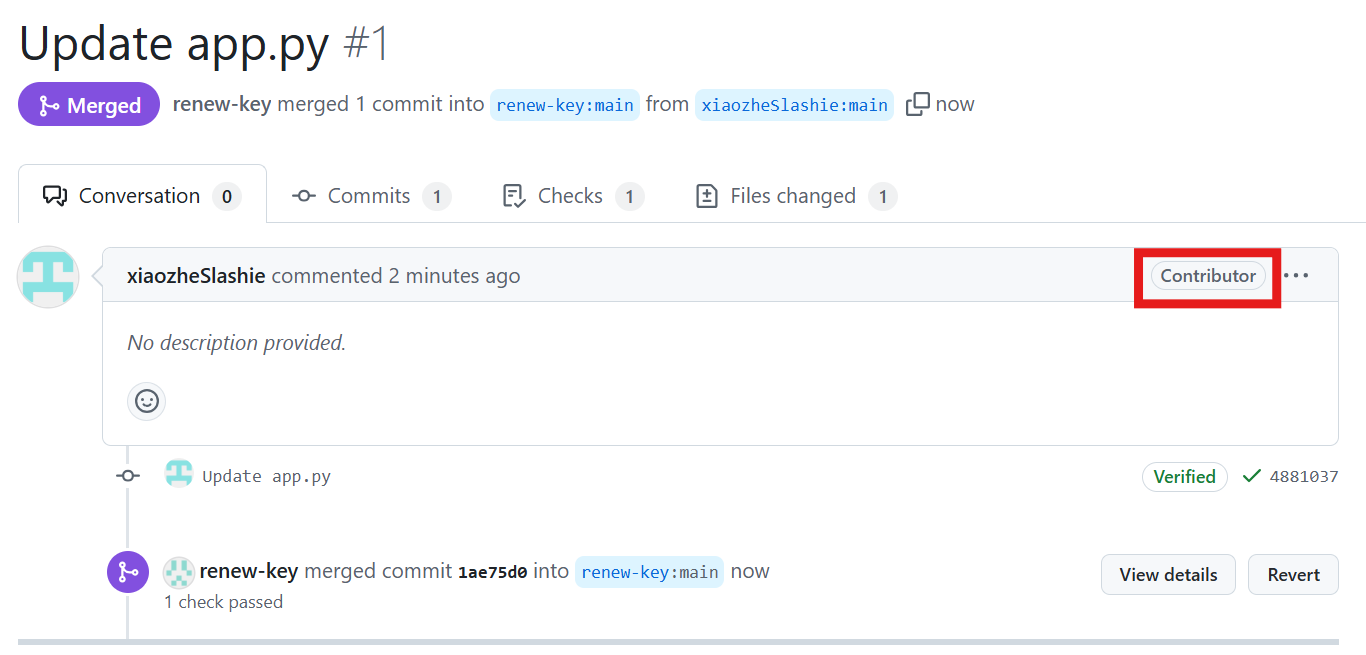 Update app.py #1
Merged renew-key merged 1 commit into renew-key:main from xiaozheSlashie:main now
Conversation 0 Commits 1 Checks 1 Files changed 1
xiaozheSlashie commented 2 minutes ago Contributor
No description provided.
Update app.py Verified 4881037
renew-key merged commit 1ae75d0 into renew-key:main now View details Revert
1 check passed